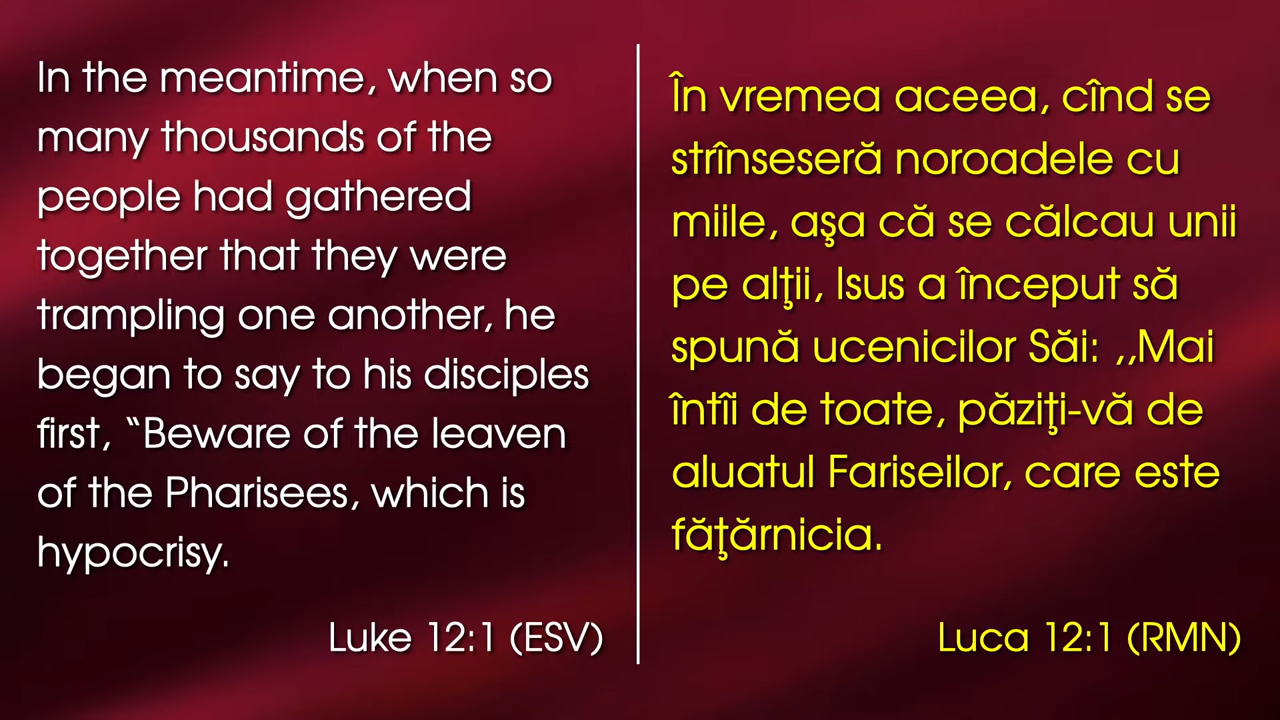 In the meantime, when so
many thousands of the
people had gathered
together that they were
trampling one another, he
began to say to his disciples
first, “Beware of the leaven
of the Pharisees, which is
hypocrisy.
Luke 12:1 (ESV)
În vremea aceea, cînd se
strînseseră noroadele cu
miile, aşa că se călcau unii
pe alţii, Isus a început să
spună ucenicilor Săi: ,,Mai
întîi de toate, păziţi-vă de
aluatul Fariseilor, care este
făţărnicia.
Luca 12:1 (RMN)